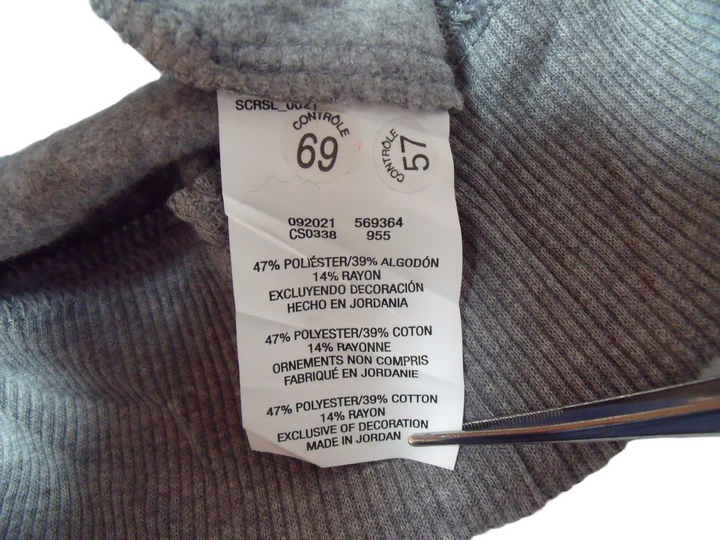 SCRSL_0021
CONTRÔLE
69
CONTRÔLE
57
092021 569364
CS0338 955
47% POLIÉSTER/39% ALGODÓN
14% RAYON
EXCLUYENDO DECORACIÓN
HECHO EN JORDANIA
47% POLYESTER/39% COTON
14% RAYONNE
ORNEMENTS NON COMPRIS
FABRIQUÉ EN JORDANIE
47% POLYESTER/39% COTTON
14% RAYON
EXCLUSIVE OF DECORATION
MADE IN JORDAN